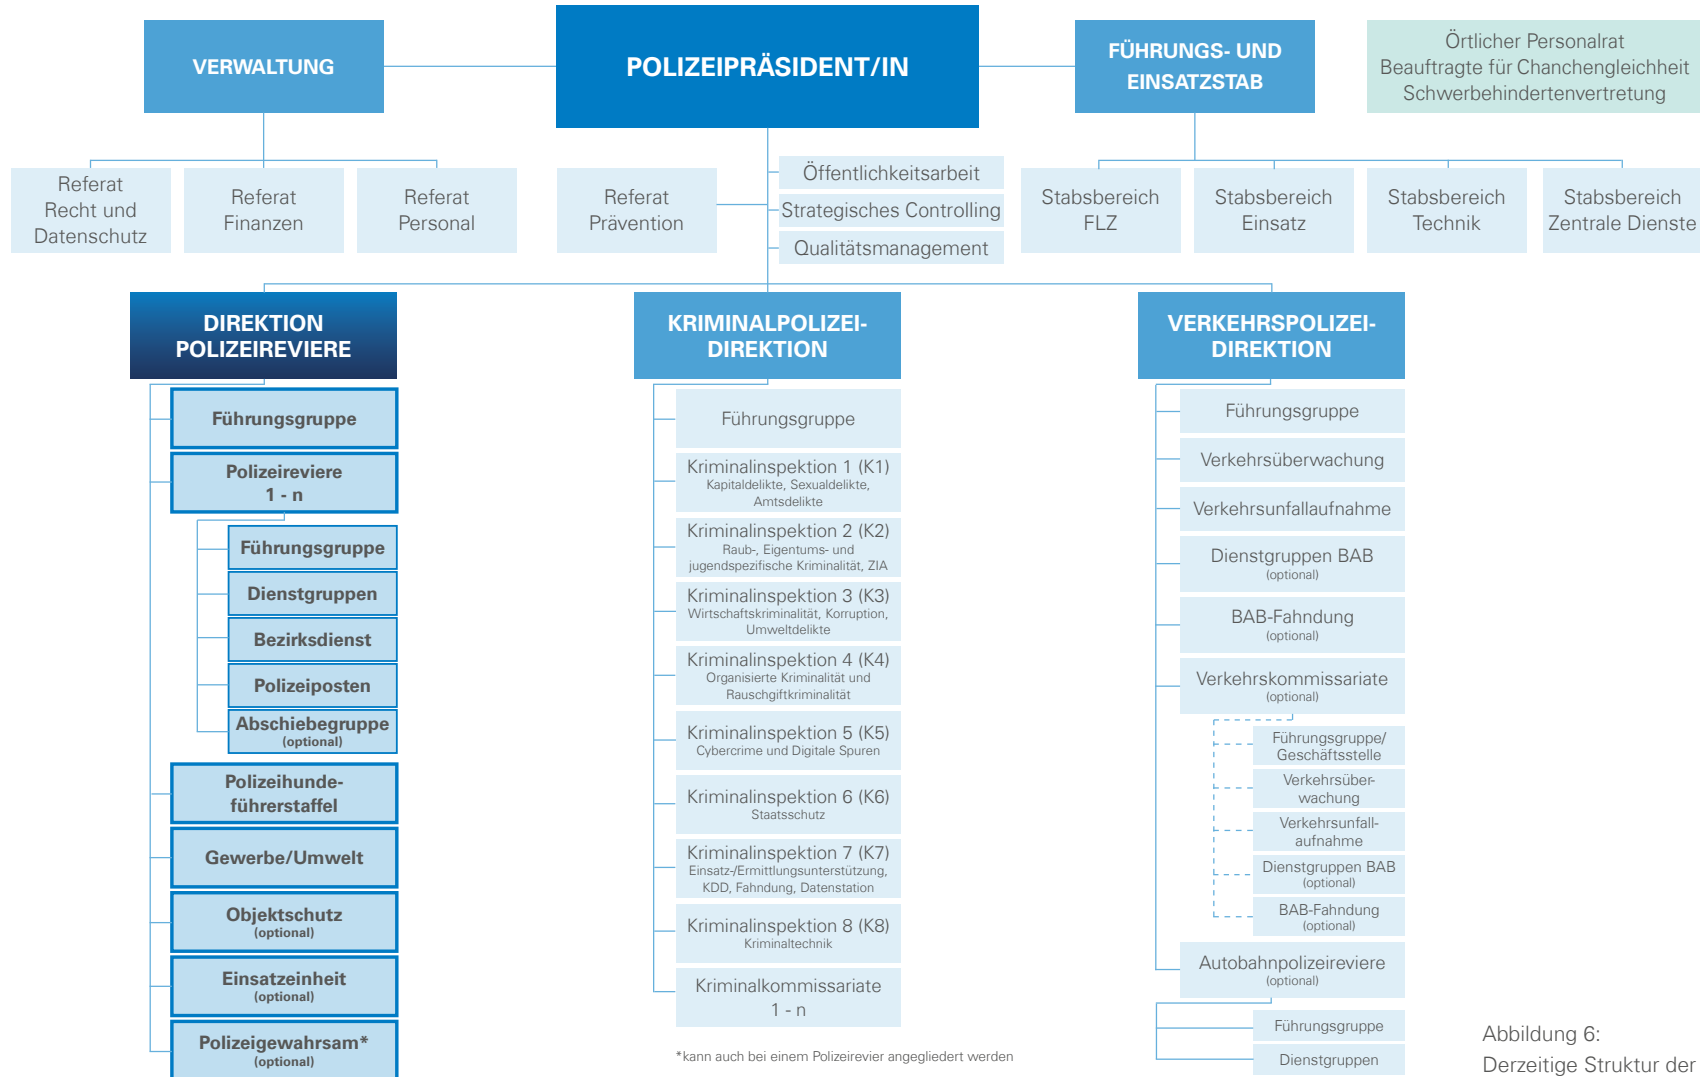 VERWALTUNG
POLIZEIPRÄSIDENT/IN
FÜHRUNGS- UND
EINSATZSTAB
Örtlicher Personalrat
Beauftragte für Chanchengleichheit
Schwerbehindertenvertretung
Referat
Recht und
Datenschutz
Referat
Finanzen
Referat
Personal
Referat
Prävention
Öffentlichkeitsarbeit
Strategisches Controlling
Qualitätsmanagement
Stabsbereich
FLZ
Stabsbereich
Einsatz
Stabsbereich
Technik
Stabsbereich
Zentrale Dienste
DIREKTION
POLIZEIREVIERE
Führungsgruppe
Polizeireviere
1 - n
Führungsgruppe
Dienstgruppen
Bezirksdienst
Polizeiposten
Abschiebegruppe
(optional)
Polizeihunde-
führerstaffel
Gewerbe/Umwelt
Objektschutz
(optional)
Einsatzeinheit
(optional)
Polizeigewahrsam*
(optional)
KRIMINALPOLIZEI-
DIREKTION
Führungsgruppe
Kriminalinspektion 1 (K1)
Kapitaldelikte, Sexualdelikte,
Amtsdelikte
Kriminalinspektion 2 (K2)
Raub-, Eigentums- und
jugendspezifische Kriminalität, ZIA
Kriminalinspektion 3 (K3)
Wirtschaftskriminalität, Korruption,
Umweltdelikte
Kriminalinspektion 4 (K4)
Organisierte Kriminalität und
Rauschgiftkriminalität
Kriminalinspektion 5 (K5)
Cybercrime und Digitale Spuren
Kriminalinspektion 6 (K6)
Staatsschutz
Kriminalinspektion 7 (K7)
Einsatz-/Ermittlungsunterstützung,
KDD, Fahndung, Datenstation
Kriminalinspektion 8 (K8)
Kriminaltechnik
Kriminalkommissariate
1 - n
*kann auch bei einem Polizeirevier angegliedert werden
VERKEHRSPOLIZEI-
DIREKTION
Führungsgruppe
Verkehrsüberwachung
Verkehrsunfallaufnahme
Dienstgruppen BAB
(optional)
BAB-Fahndung
(optional)
Verkehrskommissariate
(optional)
Führungsgruppe/
Geschäftsstelle
Verkehrsüber-
wachung
Verkehrsunfall-
aufnahme
Dienstgruppen BAB
(optional)
BAB-Fahndung
(optional)
Autobahnpolizeireviere
(optional)
Führungsgruppe
Dienstgruppen
Abbildung 6:
Derzeitige Struktur der